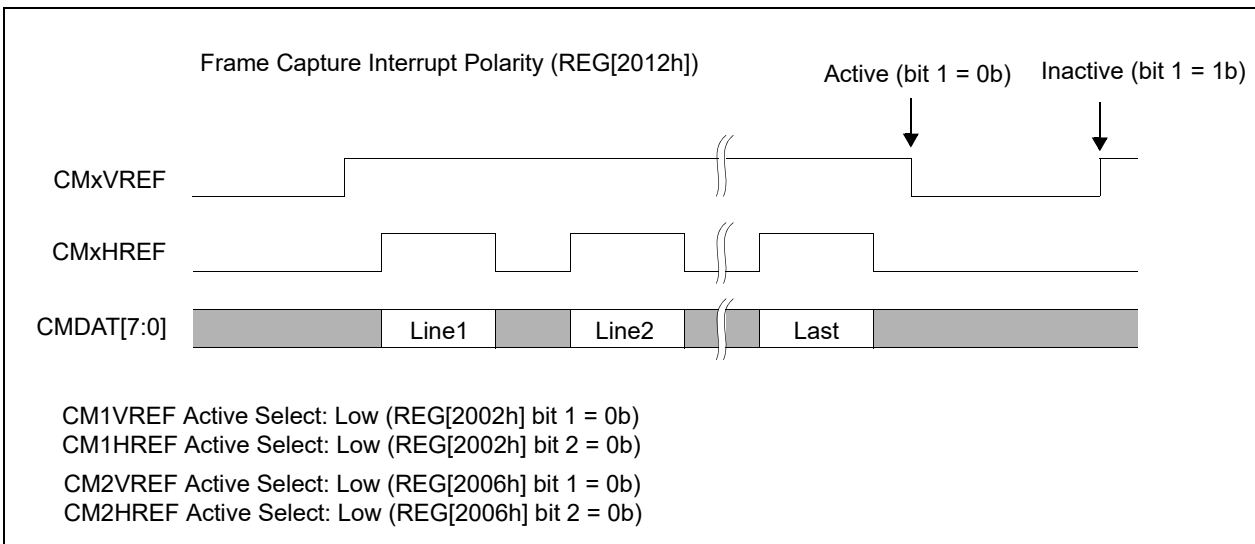 Frame Capture Interrupt Polarity (REG[2012h])
Active (bit 1 = 0b)
Inactive (bit 1 = 1b)
CMxVREF
CMxHREF
CMDAT[7:0]
Line1
Line2
Last
CM1VREF Active Select: Low (REG[2002h] bit 1 = 0b)
CM1HREF Active Select: Low (REG[2002h] bit 2 = 0b)
CM2VREF Active Select: Low (REG[2006h] bit 1 = 0b)
CM2HREF Active Select: Low (REG[2006h] bit 2 = 0b)